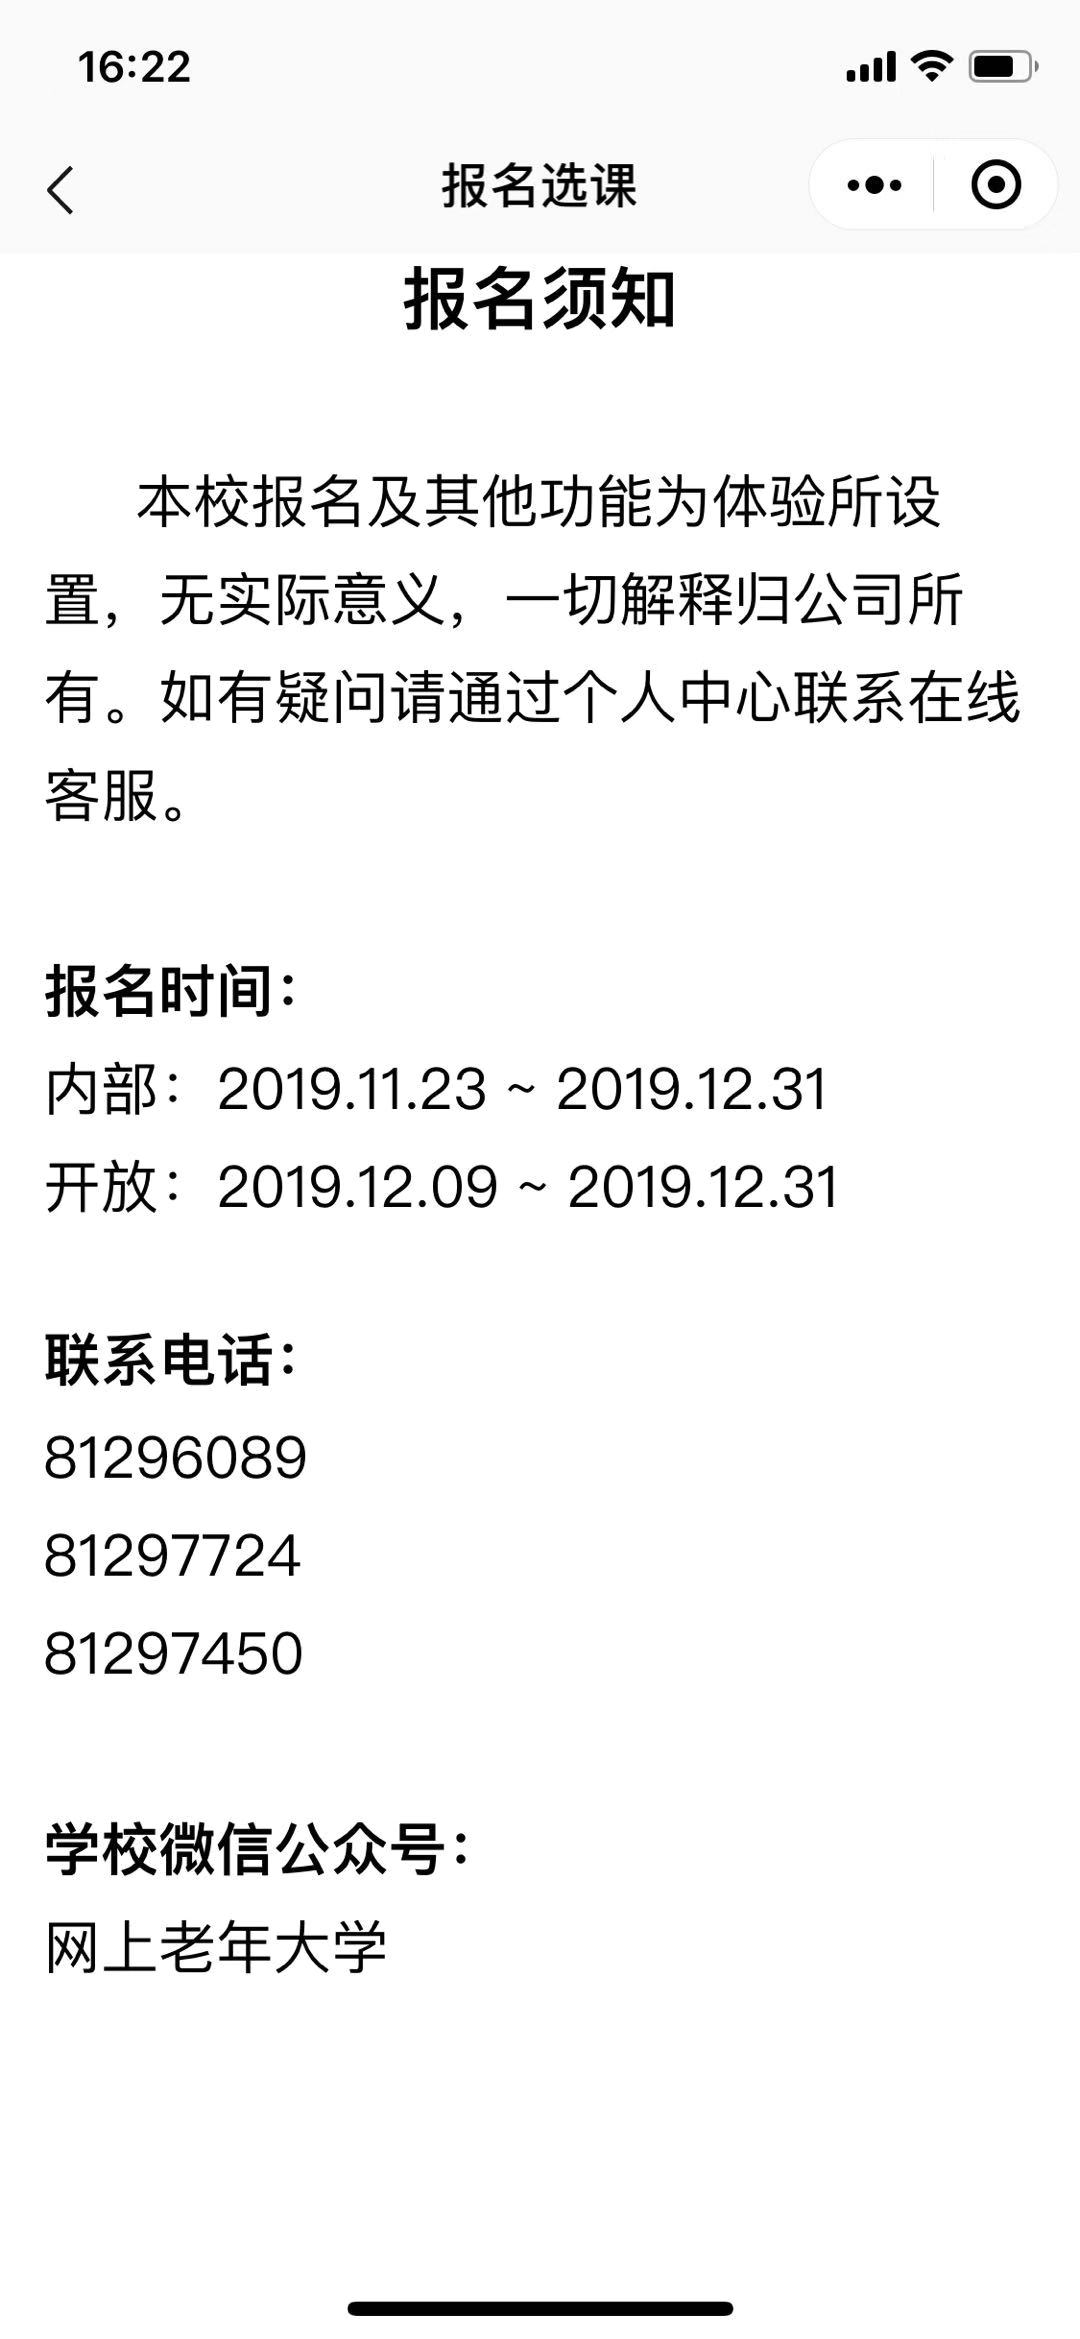 16:22
报名选课
报名须知
本校报名及其他功能为体验所设
置，无实际意义，一切解释归公司所
有。如有疑问请通过个人中心联系在线
客服。
报名时间：
内部：2019.11.23 ~ 2019.12.31
开放：2019.12.09 ~ 2019.12.31
联系电话：
81296089
81297724
81297450
学校微信公众号：
网上老年大学